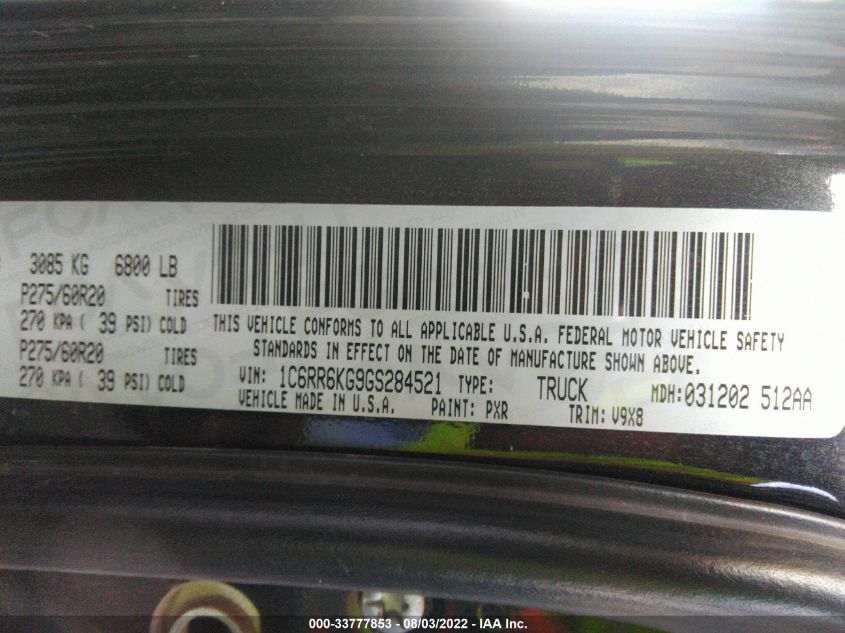 3085 KG 6800 LB
P275/60R20 TIRES
270 KPA ( 39 PSI) COLD
P275/60R20 TIRES
270 KPA ( 39 PSI) COLD
THIS VEHICLE CONFORMS TO ALL APPLICABLE U.S.A. FEDERAL MOTOR VEHICLE SAFETY
STANDARDS IN EFFECT ON THE DATE OF MANUFACTURE SHOWN ABOVE.
VIN: 1C6RR6KG9GS284521 TYPE: TRUCK MDH: 031202 512AA
VEHICLE MADE IN U.S.A. PAINT: PXR TRIM: V9X8
000-33777853 - 08/03/2022 - IAA Inc.